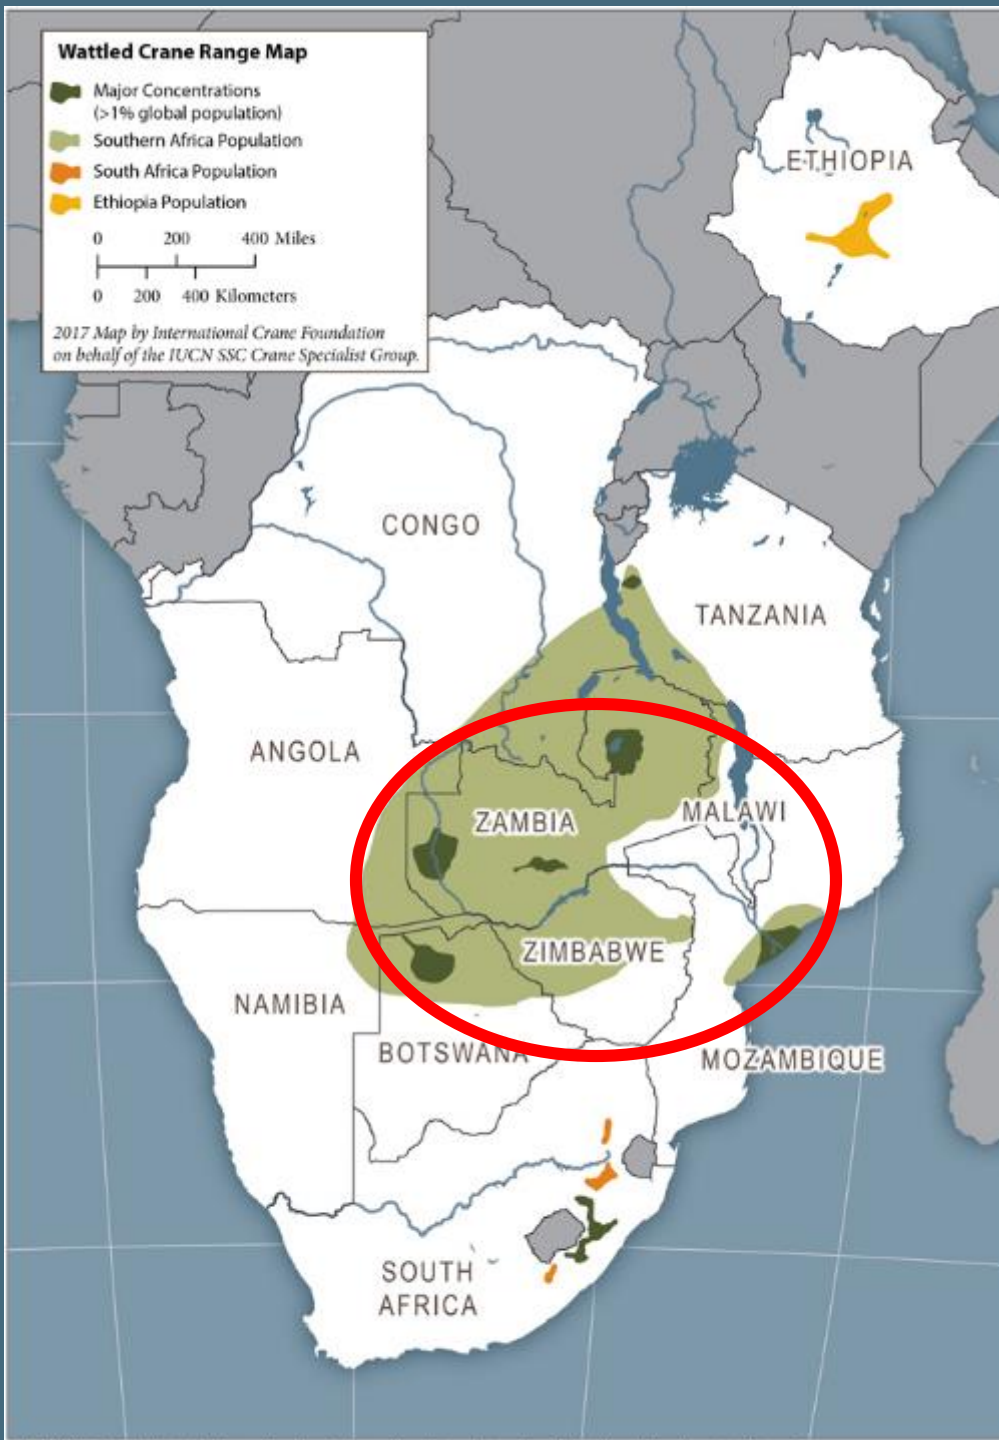 Wattled Crane Range Map
Major Concentrations
(>1% global population)
Southern Africa Population
South Africa Population
Ethiopia Population
0 200 400 Miles
0 200 400 Kilometers
2017 Map by International Crane Foundation
on behalf of the IUCN SSC Crane Specialist Group.
ETHIOPIA
CONGO
TANZANIA
ANGOLA
ZAMBIA
MALAWI
ZIMBABWE
NAMIBIA
BOTSWANA
MOZAMBIQUE
SOUTH
AFRICA